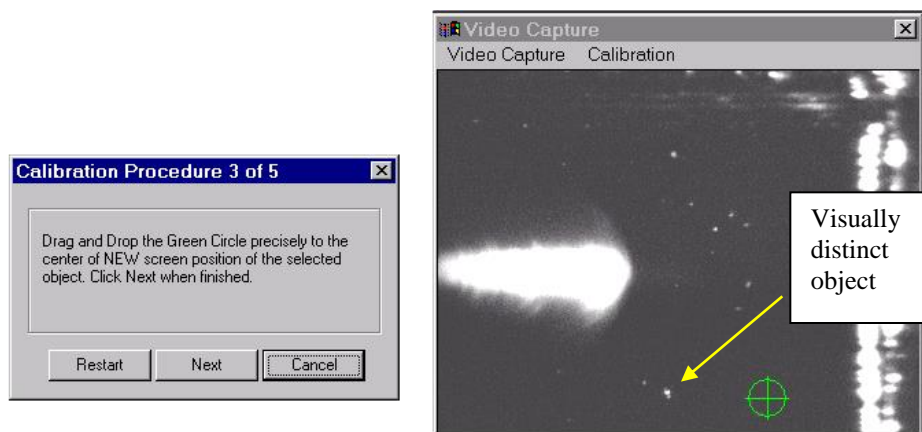 Calibration Procedure 3 of 5
Drag and Drop the Green Circle precisely to the
center of NEW screen position of the selected
object. Click Next when finished.
Restart Next Cancel
Video Capture
Video Capture Calibration
Visually
distinct
object